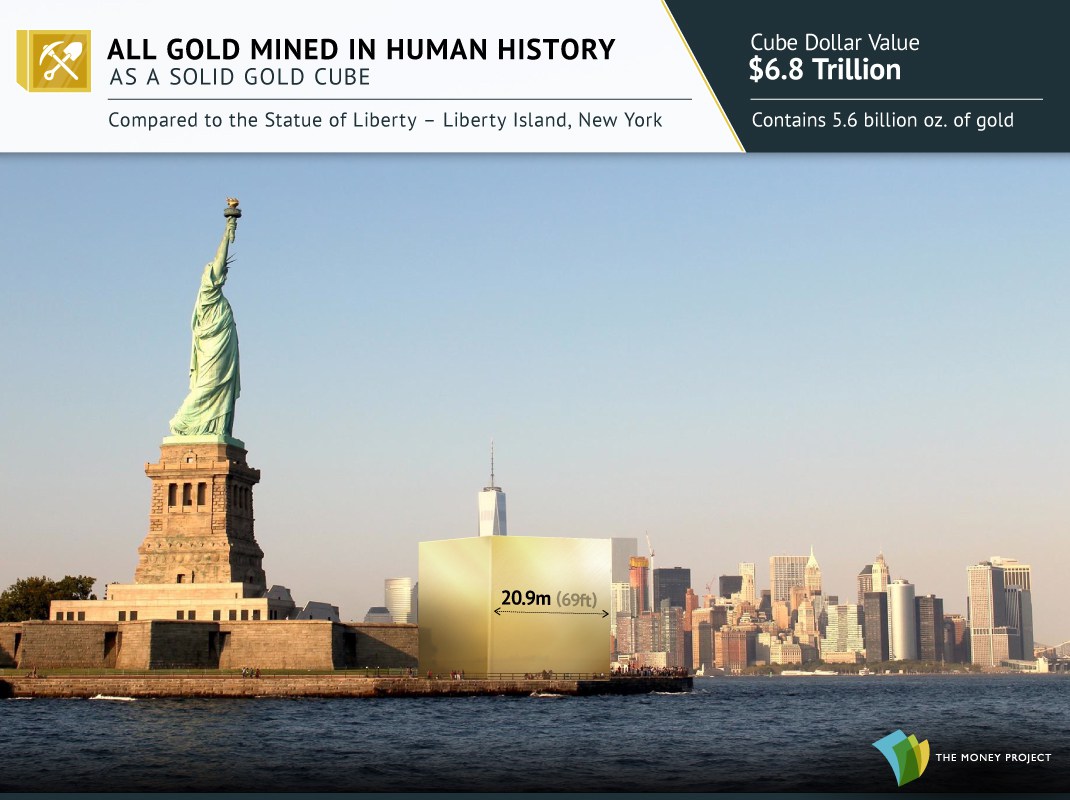 ALL GOLD MINED IN HUMAN HISTORY
AS A SOLID GOLD CUBE
Compared to the Statue of Liberty – Liberty Island, New York
Cube Dollar Value
$6.8 Trillion
Contains 5.6 billion oz. of gold
20.9m (69ft)
THE MONEY PROJECT